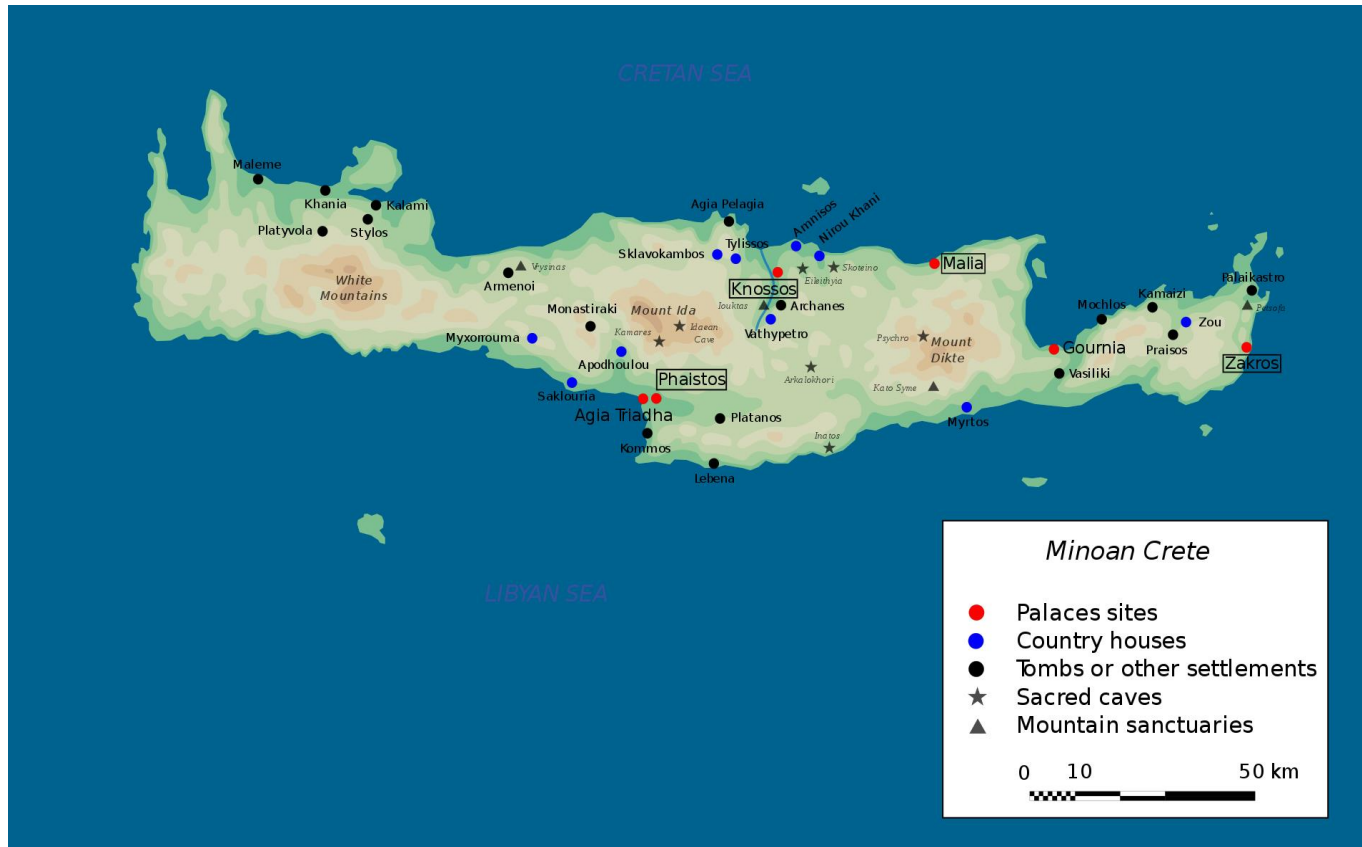 CRETAN SEA
Maleme
Khania
Kalami
Platyvola
Stylos
White
Mountains
Agia Pelagia
Amnisos
Nirou Khani
Sklavokambos
Tylissos
Vrysinas
Armenoi
Eileithyia
Skoteino
Malia
Knossos
Iouktas
Archanes
Monastiraki
Mount Ida
Kamares
Idaean
Cave
Vathypetro
Myxorrouma
Apodhoulou
Psychro
Mount
Dikte
Palaikastro
Kamaizi
Mochlos
Petsofa
Zou
Praisos
Gournia
Zakros
Vasiliki
Phaistos
Arkalokhori
Kato Syme
Saklouria
Agia Triadha
Platanos
Myrtos
Kommos
Inatos
Lebena
LIBYAN SEA
Minoan Crete
Palaces sites
Country houses
Tombs or other settlements
Sacred caves
Mountain sanctuaries
0 10 50 km